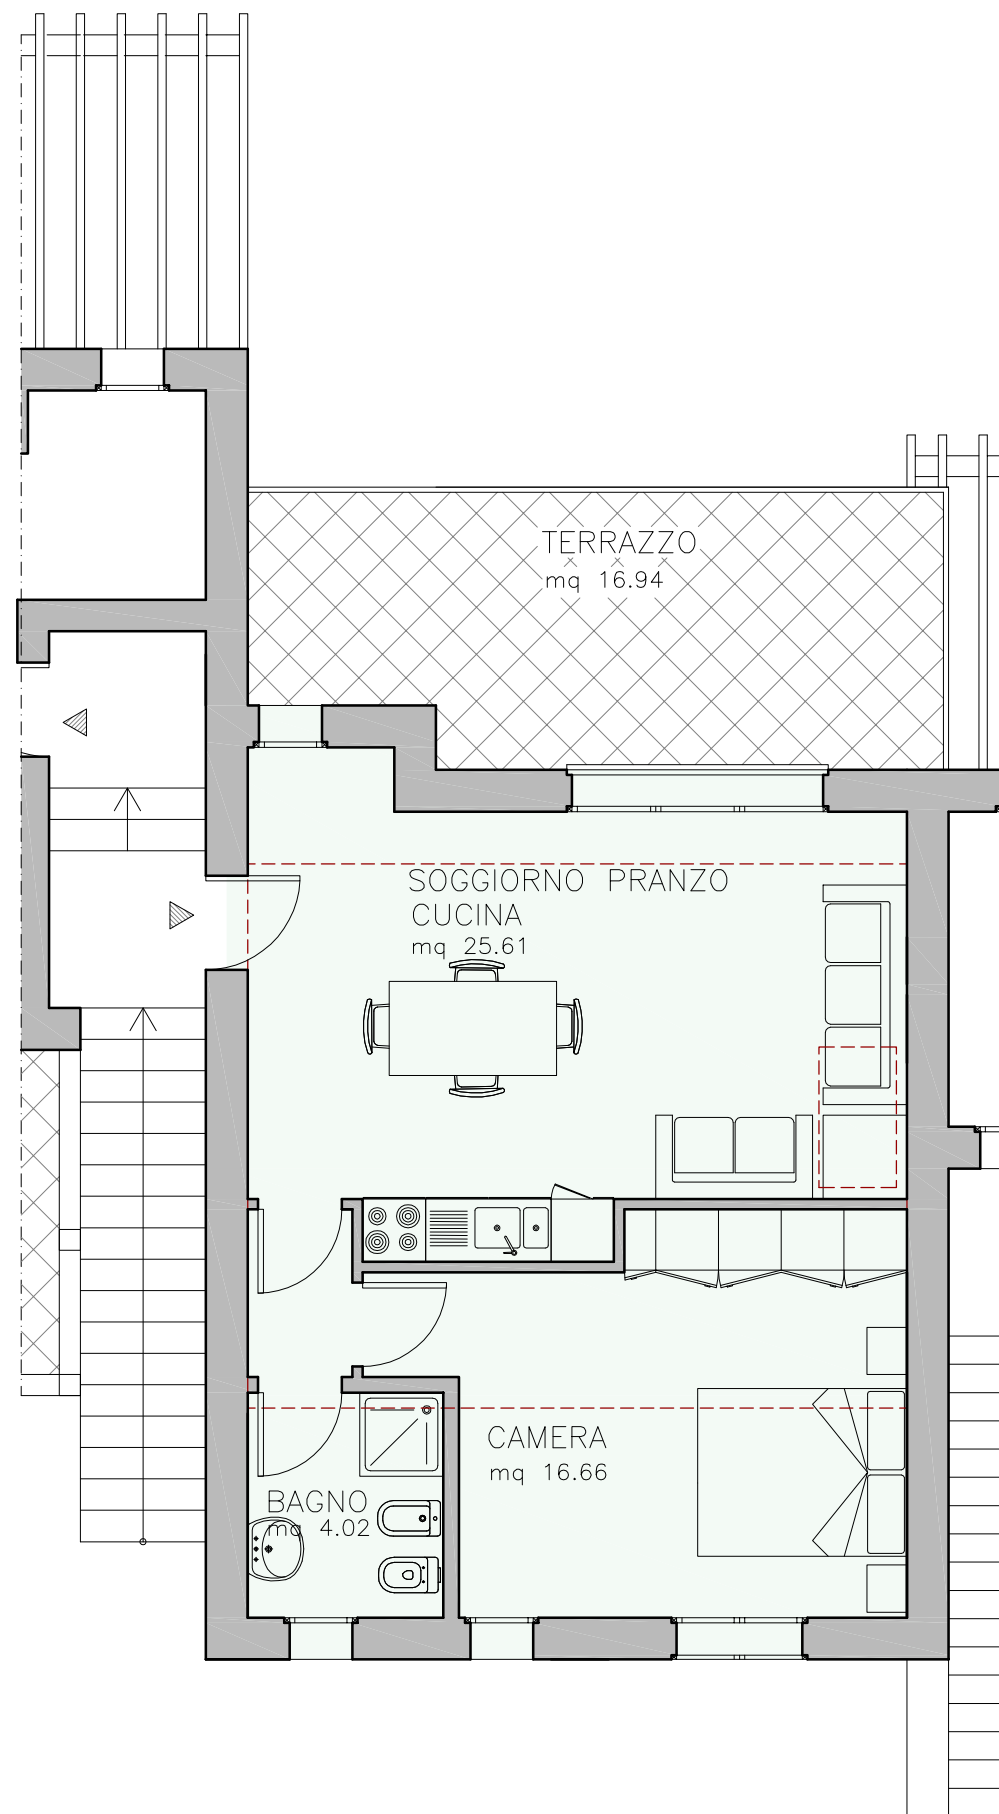 TERRAZZO
mq 16.94
SOGGIORNO PRANZO
CUCINA
mq 25.61
CAMERA
mq 16.66
BAGNO
mq 4.02